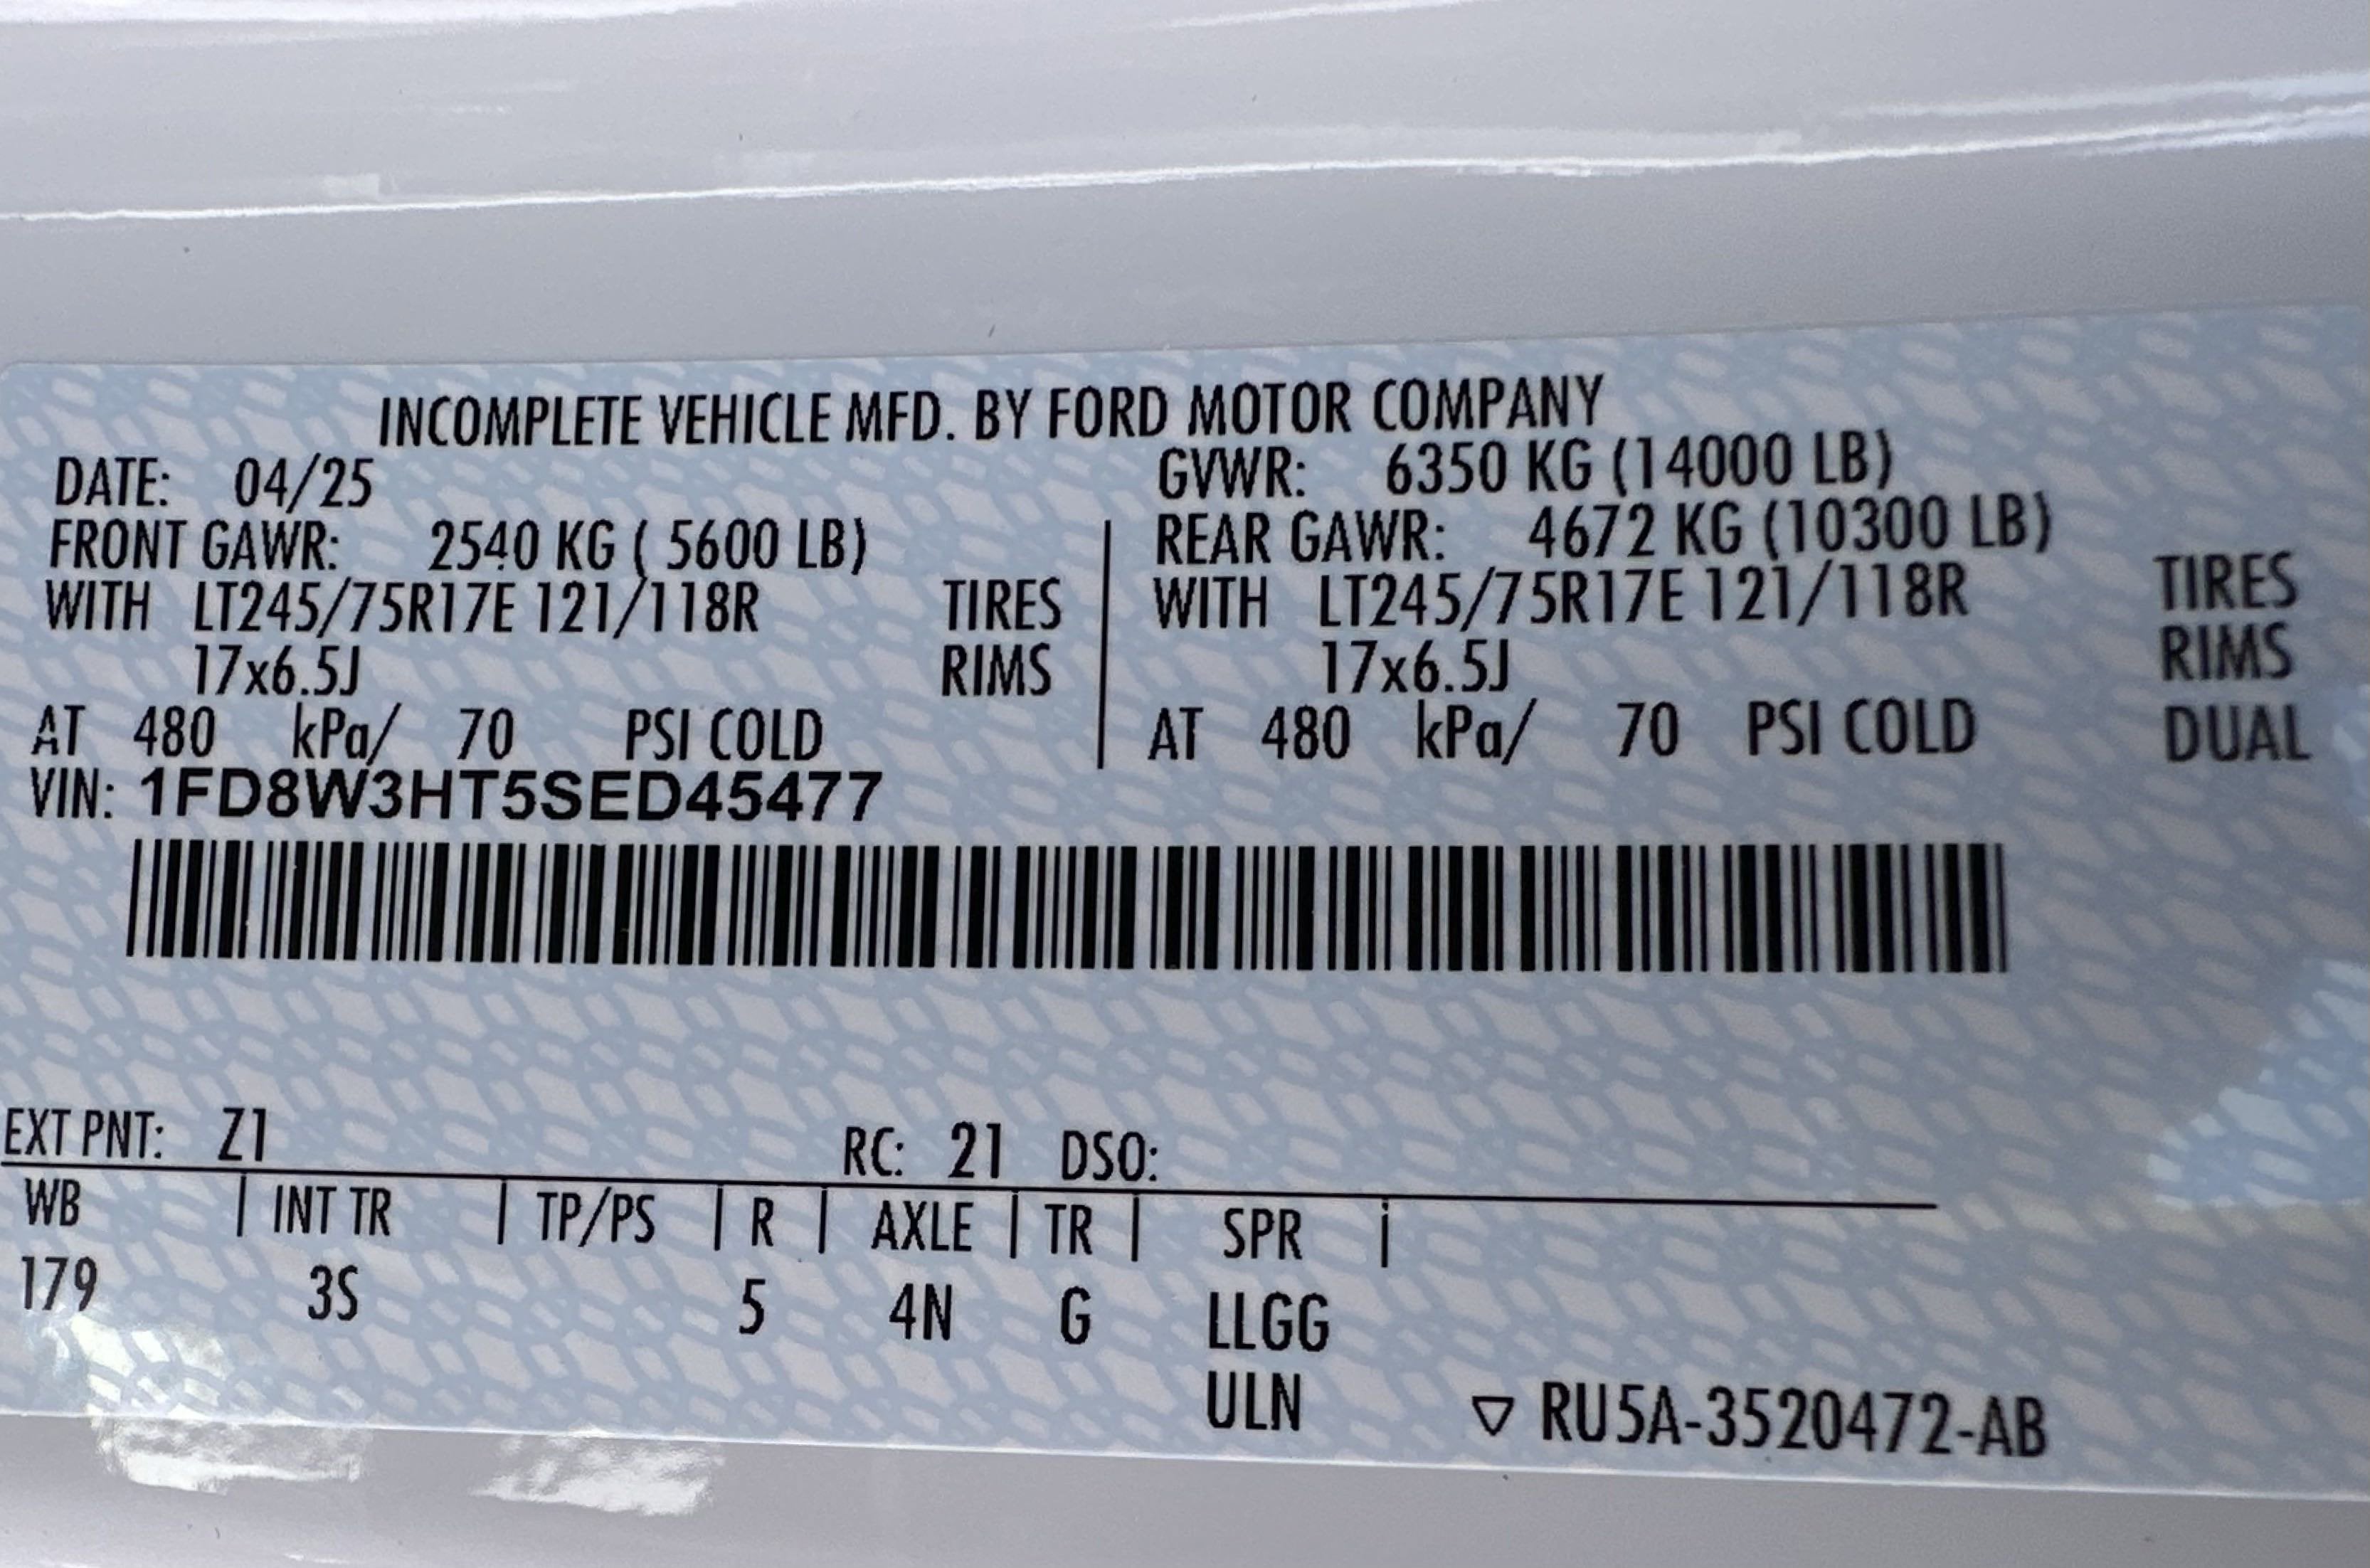 INCOMPLETE VEHICLE MFD. BY FORD MOTOR COMPANY
DATE: 04/25 GVWR: 6350 KG (14000 LB)
FRONT GAWR: 2540 KG ( 5600 LB) REAR GAWR: 4672 KG (10300 LB)
WITH LT245/75R17E 121/118R TIRES WITH LT245/75R17E 121/118R TIRES
17x6.5J RIMS 17x6.5J RIMS
AT 480 kPa/ 70 PSI COLD AT 480 kPa/ 70 PSI COLD DUAL
VIN: 1FD8W3HT5SED45477
EXT PNT: Z1 RC: 21 DSO:
WB | INT TR | TP/PS | R | AXLE | TR | SPR |
179 3S 5 4N G LLGG
ULN ▽ RU5A-3520472-AB